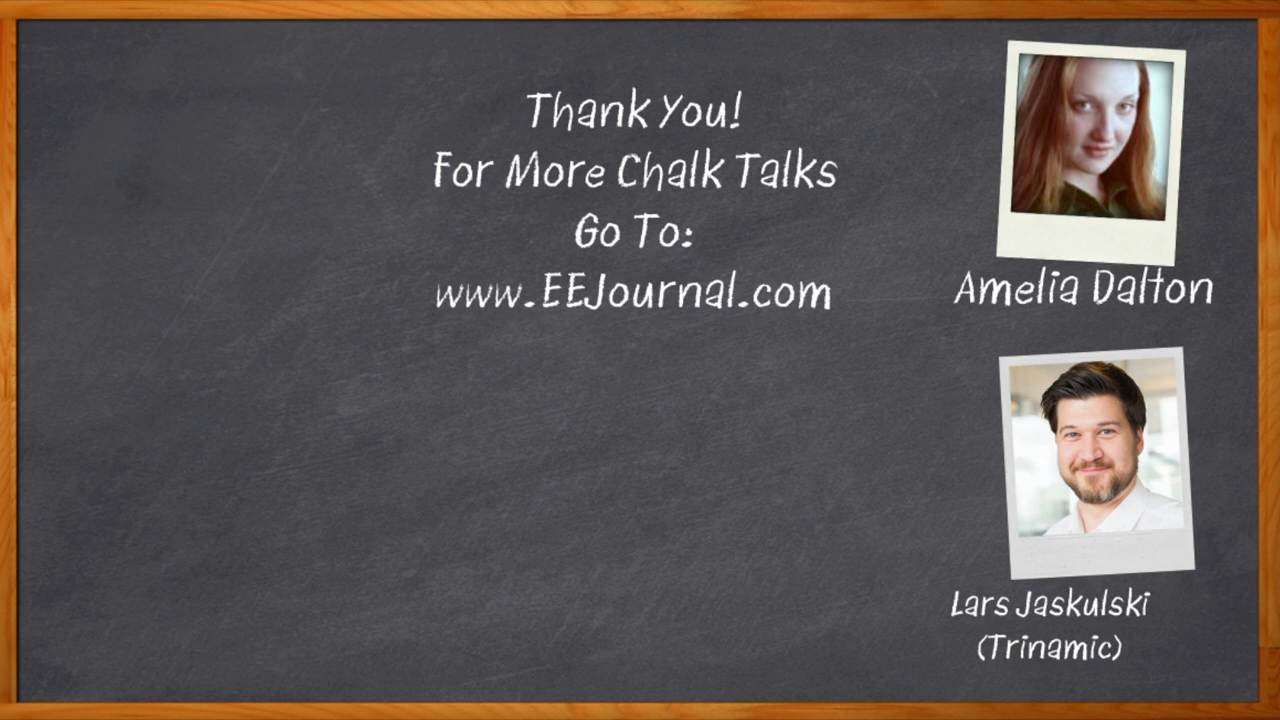 Thank You!
For More Chalk Talks
Go To:
www.EEJournal.com
Amelia Dalton
Lars Jaskulski
(Trinamic)